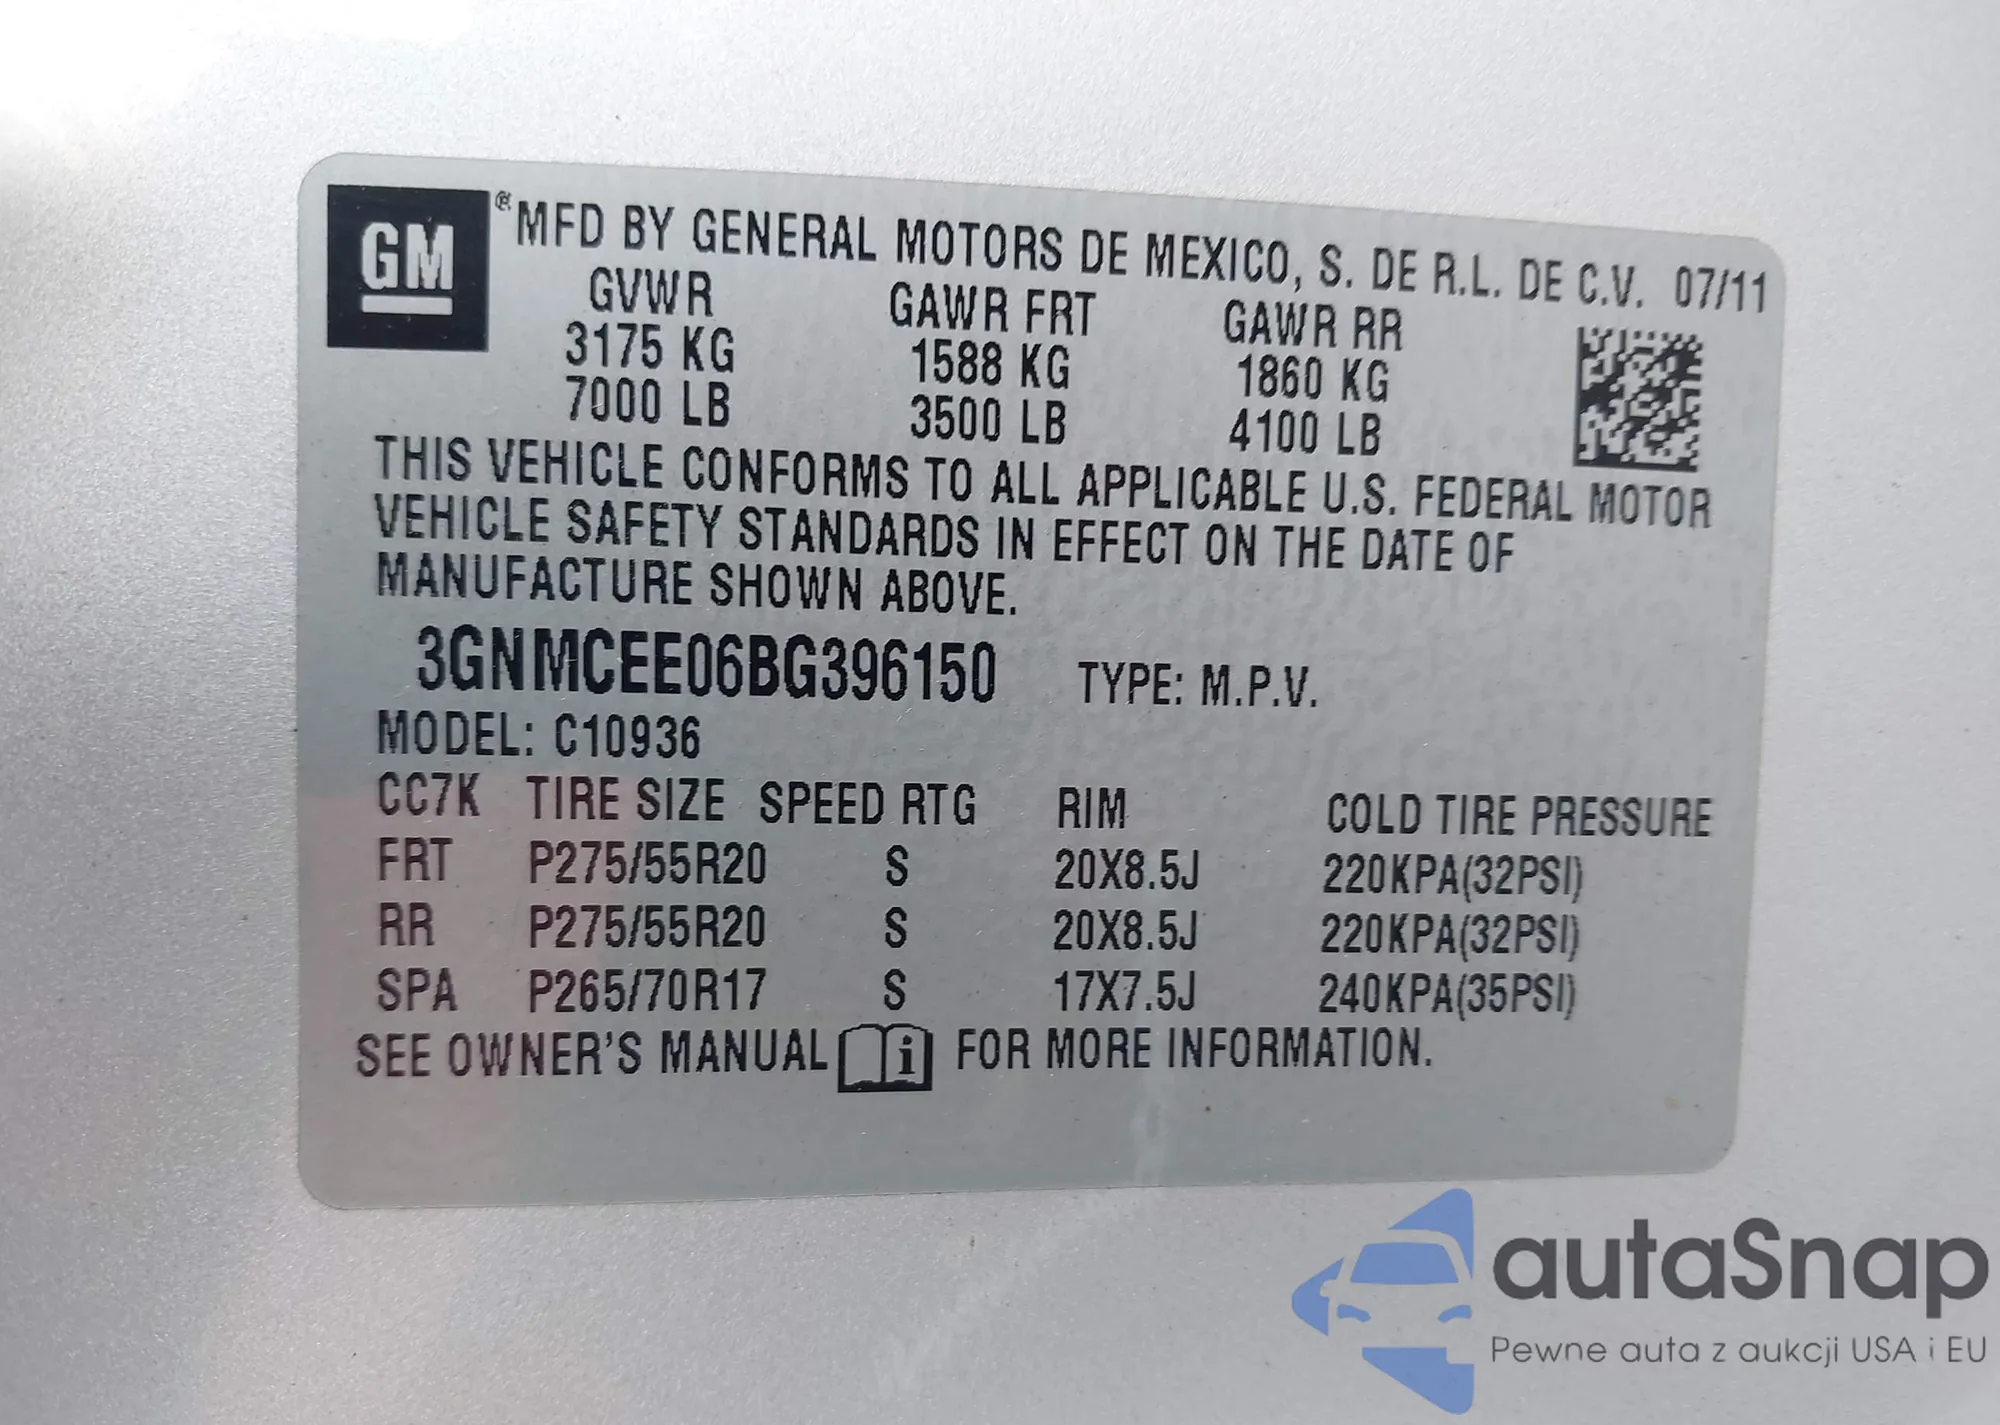 GM ® MFD BY GENERAL MOTORS DE MEXICO, S. DE R.L. DE C.V. 07/11
GVWR GAWR FRT GAWR RR
3175 KG 1588 KG 1860 KG
7000 LB 3500 LB 4100 LB
THIS VEHICLE CONFORMS TO ALL APPLICABLE U.S. FEDERAL MOTOR
VEHICLE SAFETY STANDARDS IN EFFECT ON THE DATE OF
MANUFACTURE SHOWN ABOVE.
3GNMCEE06BG396150 TYPE: M.P.V.
MODEL: C10936
CC7K TIRE SIZE SPEED RTG RIM COLD TIRE PRESSURE
FRT P275/55R20 S 20X8.5J 220KPA(32PSI)
RR P275/55R20 S 20X8.5J 220KPA(32PSI)
SPA P265/70R17 S 17X7.5J 240KPA(35PSI)
SEE OWNER'S MANUAL i FOR MORE INFORMATION.
autaSnap
Pewne auta z aukcji USA i EU